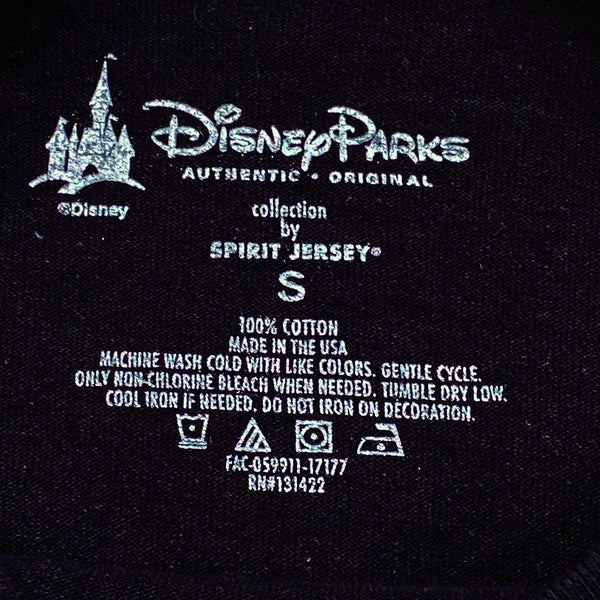 DISNEY PARKS
AUTHENTIC • ORIGINAL
©Disney
collection
by
SPIRIT JERSEY®
S
100% COTTON
MADE IN THE USA
MACHINE WASH COLD WITH LIKE COLORS. GENTLE CYCLE.
ONLY NON-CHLORINE BLEACH WHEN NEEDED. TUMBLE DRY LOW.
COOL IRON IF NEEDED. DO NOT IRON ON DECORATION.
FAC-059911-17177
RN#131422